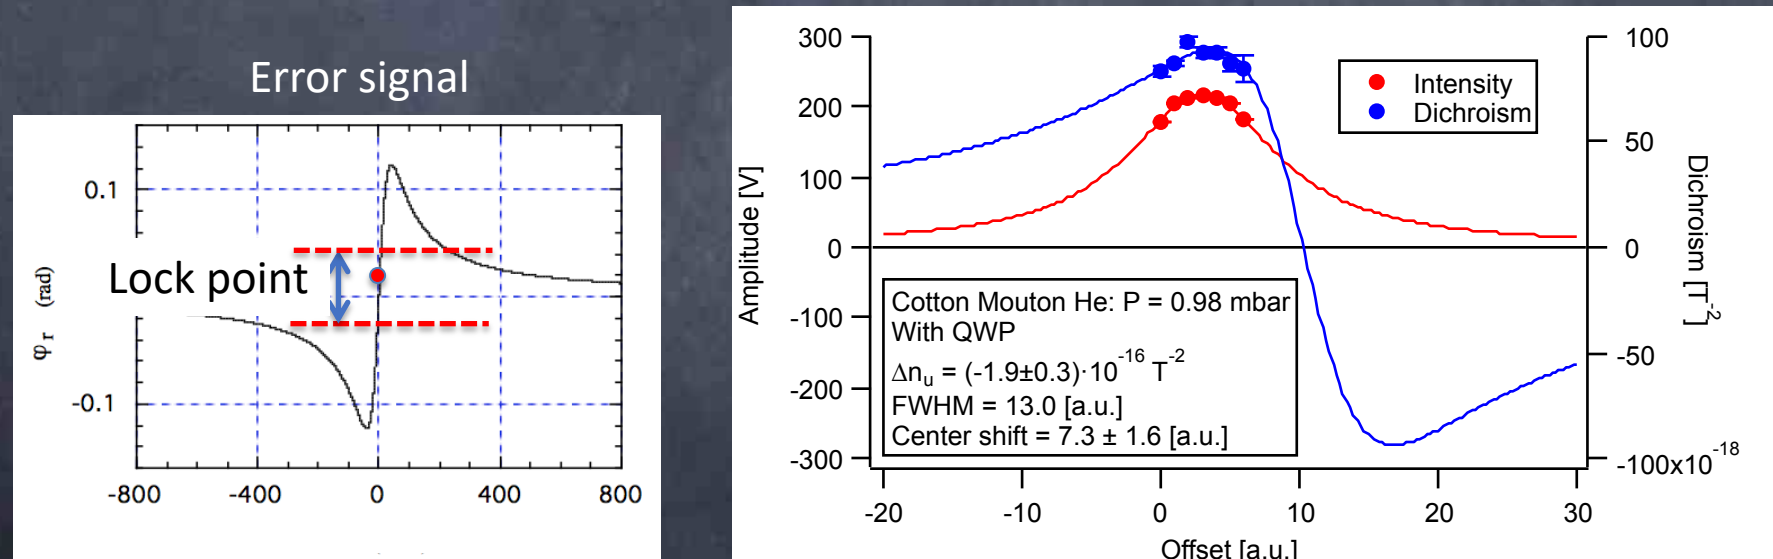 Error signal
0.1
Lock point
φ r (rad)
-0.1
-800 -400 0 400 800
300
200
100
0
-100
-200
-300
Amplitude [V]
100
50
0
-50
-100x10⁻¹⁸
Dichroism [T⁻²]
Intensity
Dichroism
Cotton Mouton He: P = 0.98 mbar
With QWP
Δnᵤ = (-1.9±0.3)·10⁻¹⁶ T⁻²
FWHM = 13.0 [a.u.]
Center shift = 7.3 ± 1.6 [a.u.]
-20 -10 0 10 20 30
Offset [a.u.]